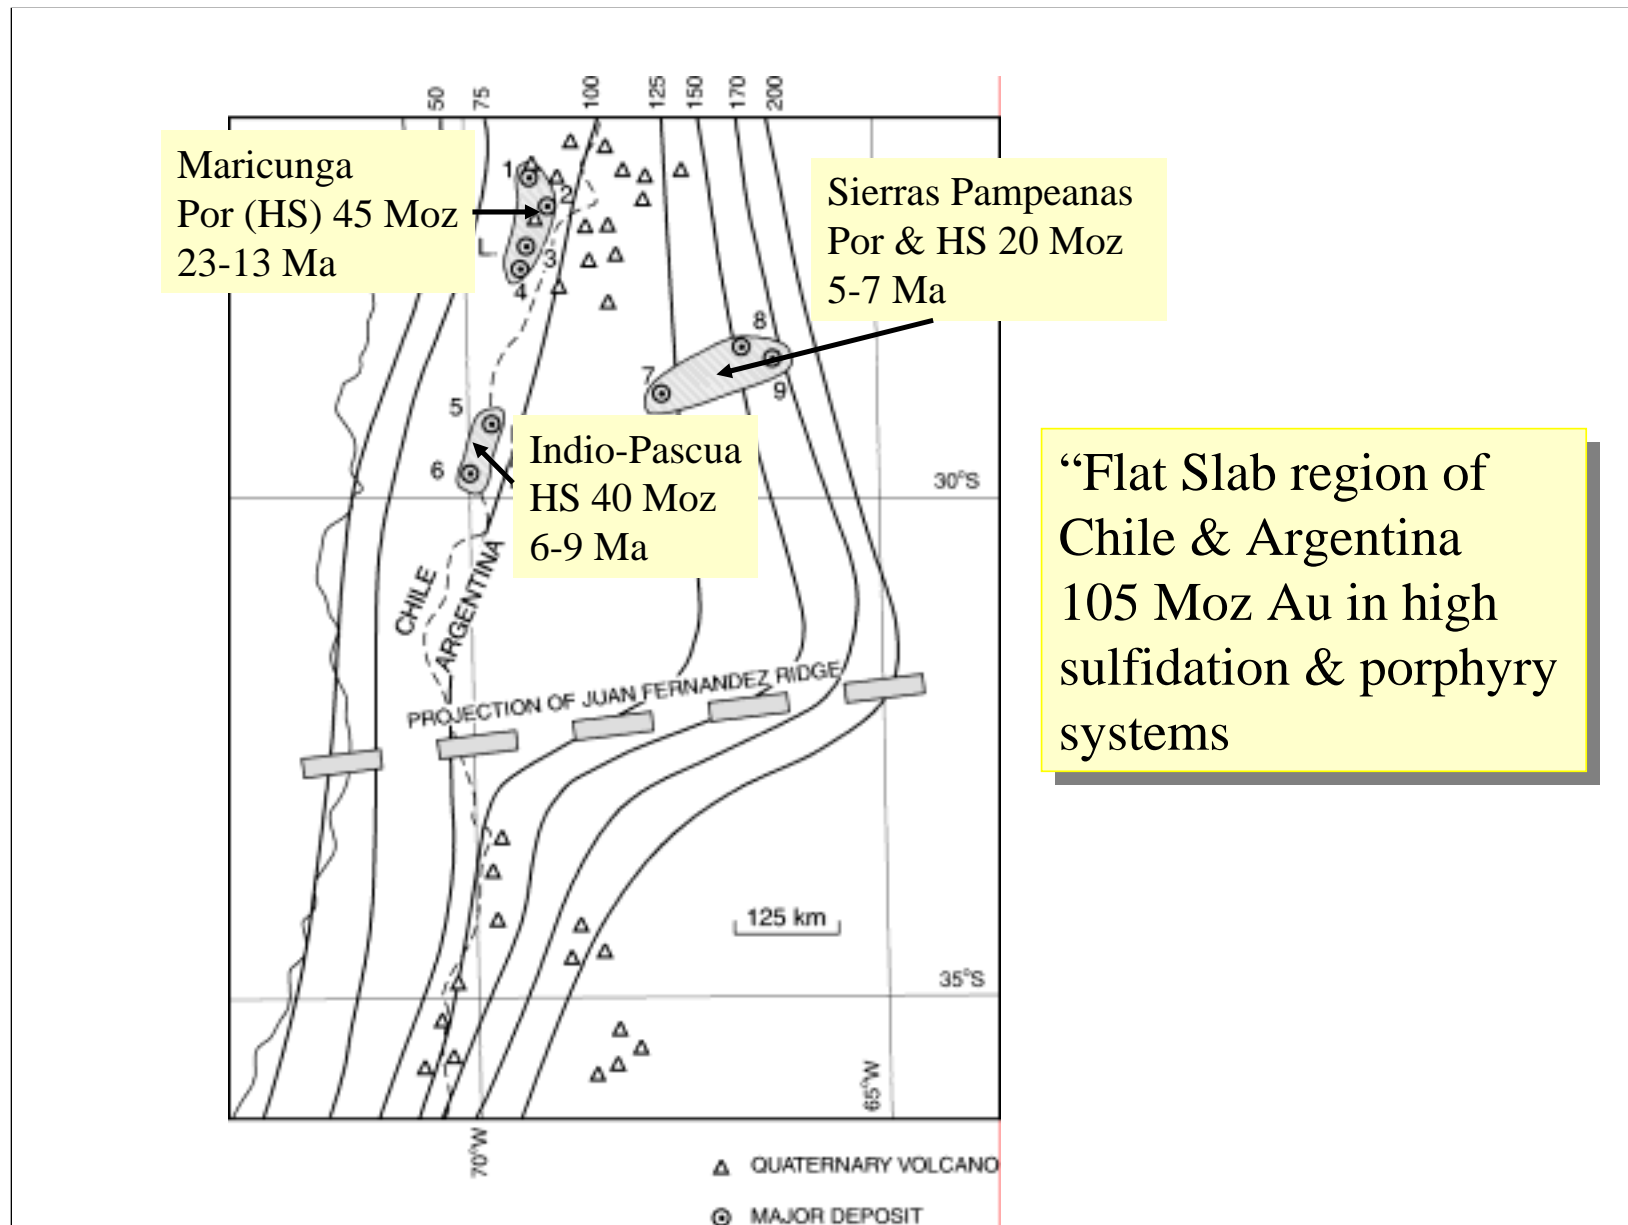 50
75
100
125
150
170
200
Maricunga
Por (HS) 45 Moz
23-13 Ma
Sierras Pampeanas
Por & HS 20 Moz
5-7 Ma
1
2
L.
3
4
8
7
9
5
6
Indio-Pascua
HS 40 Moz
6-9 Ma
30°S
“Flat Slab region of
Chile & Argentina
105 Moz Au in high
sulfidation & porphyry
systems
CHILE
ARGENTINA
PROJECTION OF JUAN FERNANDEZ RIDGE
125 km
35°S
65°W
70°W
QUATERNARY VOLCANO
MAJOR DEPOSIT